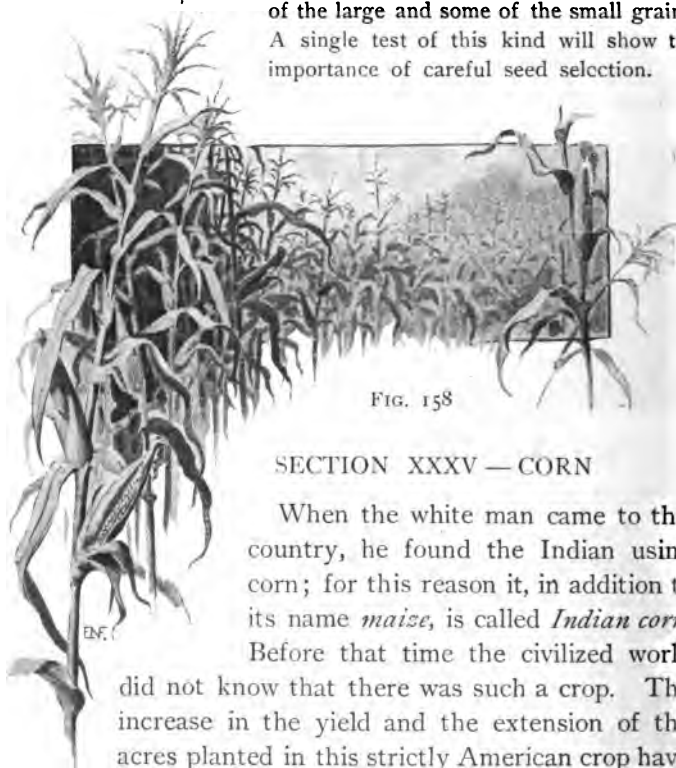 of the large and some of the small grain
A single test of this kind will show t
importance of careful seed selection.
FIG. 158
SECTION XXXV — CORN
When the white man came to th
country, he found the Indian usin
corn; for this reason it, in addition t
its name maize, is called Indian corn
Before that time the civilized worl
did not know that there was such a crop. Th
increase in the yield and the extension of th
acres planted in this strictly American crop hav